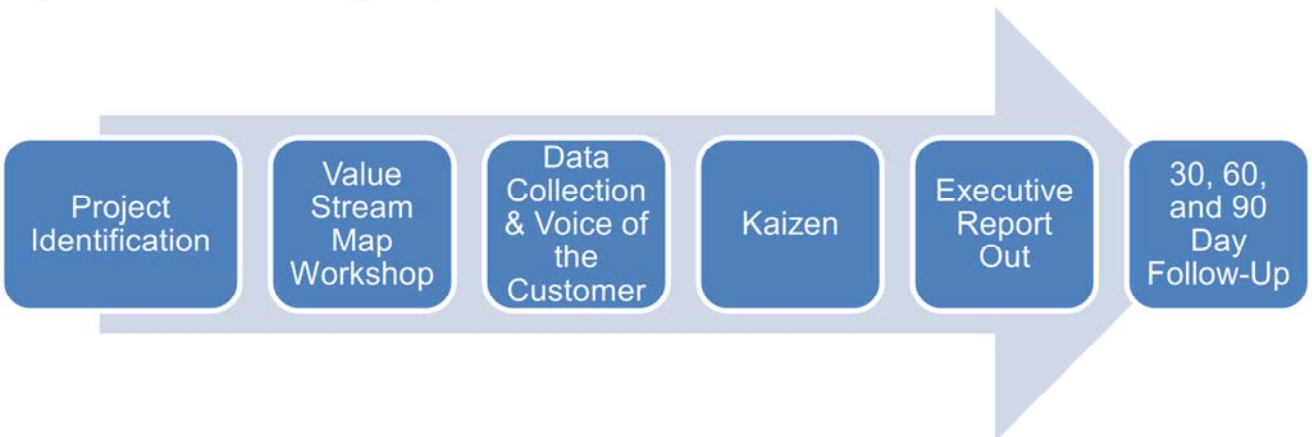 Project
Identification
Value
Stream
Map
Workshop
Data
Collection
& Voice of
the
Customer
Kaizen
Executive
Report
Out
30, 60,
and 90
Day
Follow-Up